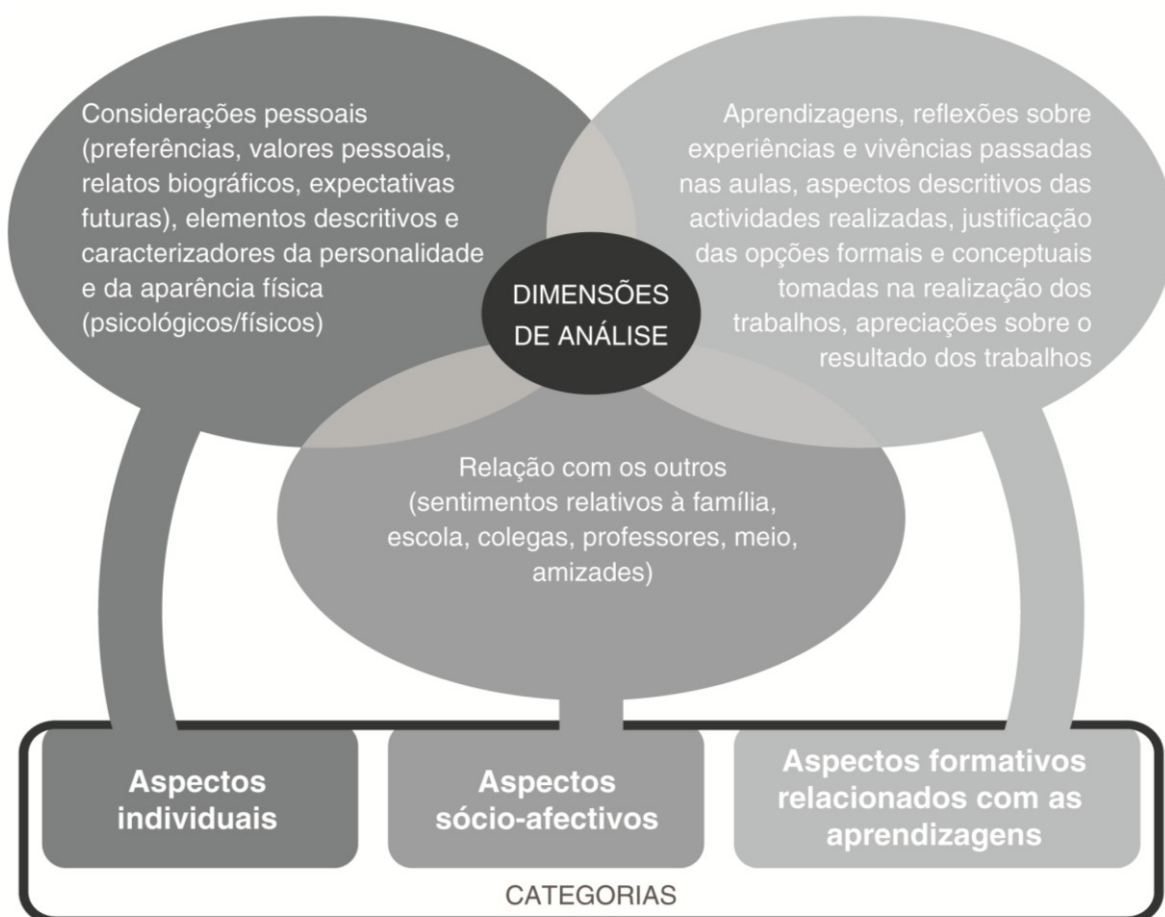 Considerações pessoais
(preferências, valores pessoais,
relatos biográficos, expectativas
futuras), elementos descritivos e
caracterizadores da personalidade
e da aparência física
(psicológicos/físicos)
Aprendizagens, reflexões sobre
experiências e vivências passadas
nas aulas, aspectos descritivos das
actividades realizadas, justificação
das opções formais e conceptuais
tomadas na realização dos
trabalhos, apreciações sobre o
resultado dos trabalhos
DIMENSÕES
DE ANÁLISE
Relação com os outros
(sentimentos relativos à família,
escola, colegas, professores, meio,
amizades)
Aspectos
individuais
Aspectos
sócio-afectivos
Aspectos formativos
relacionados com as
aprendizagens
CATEGORIAS